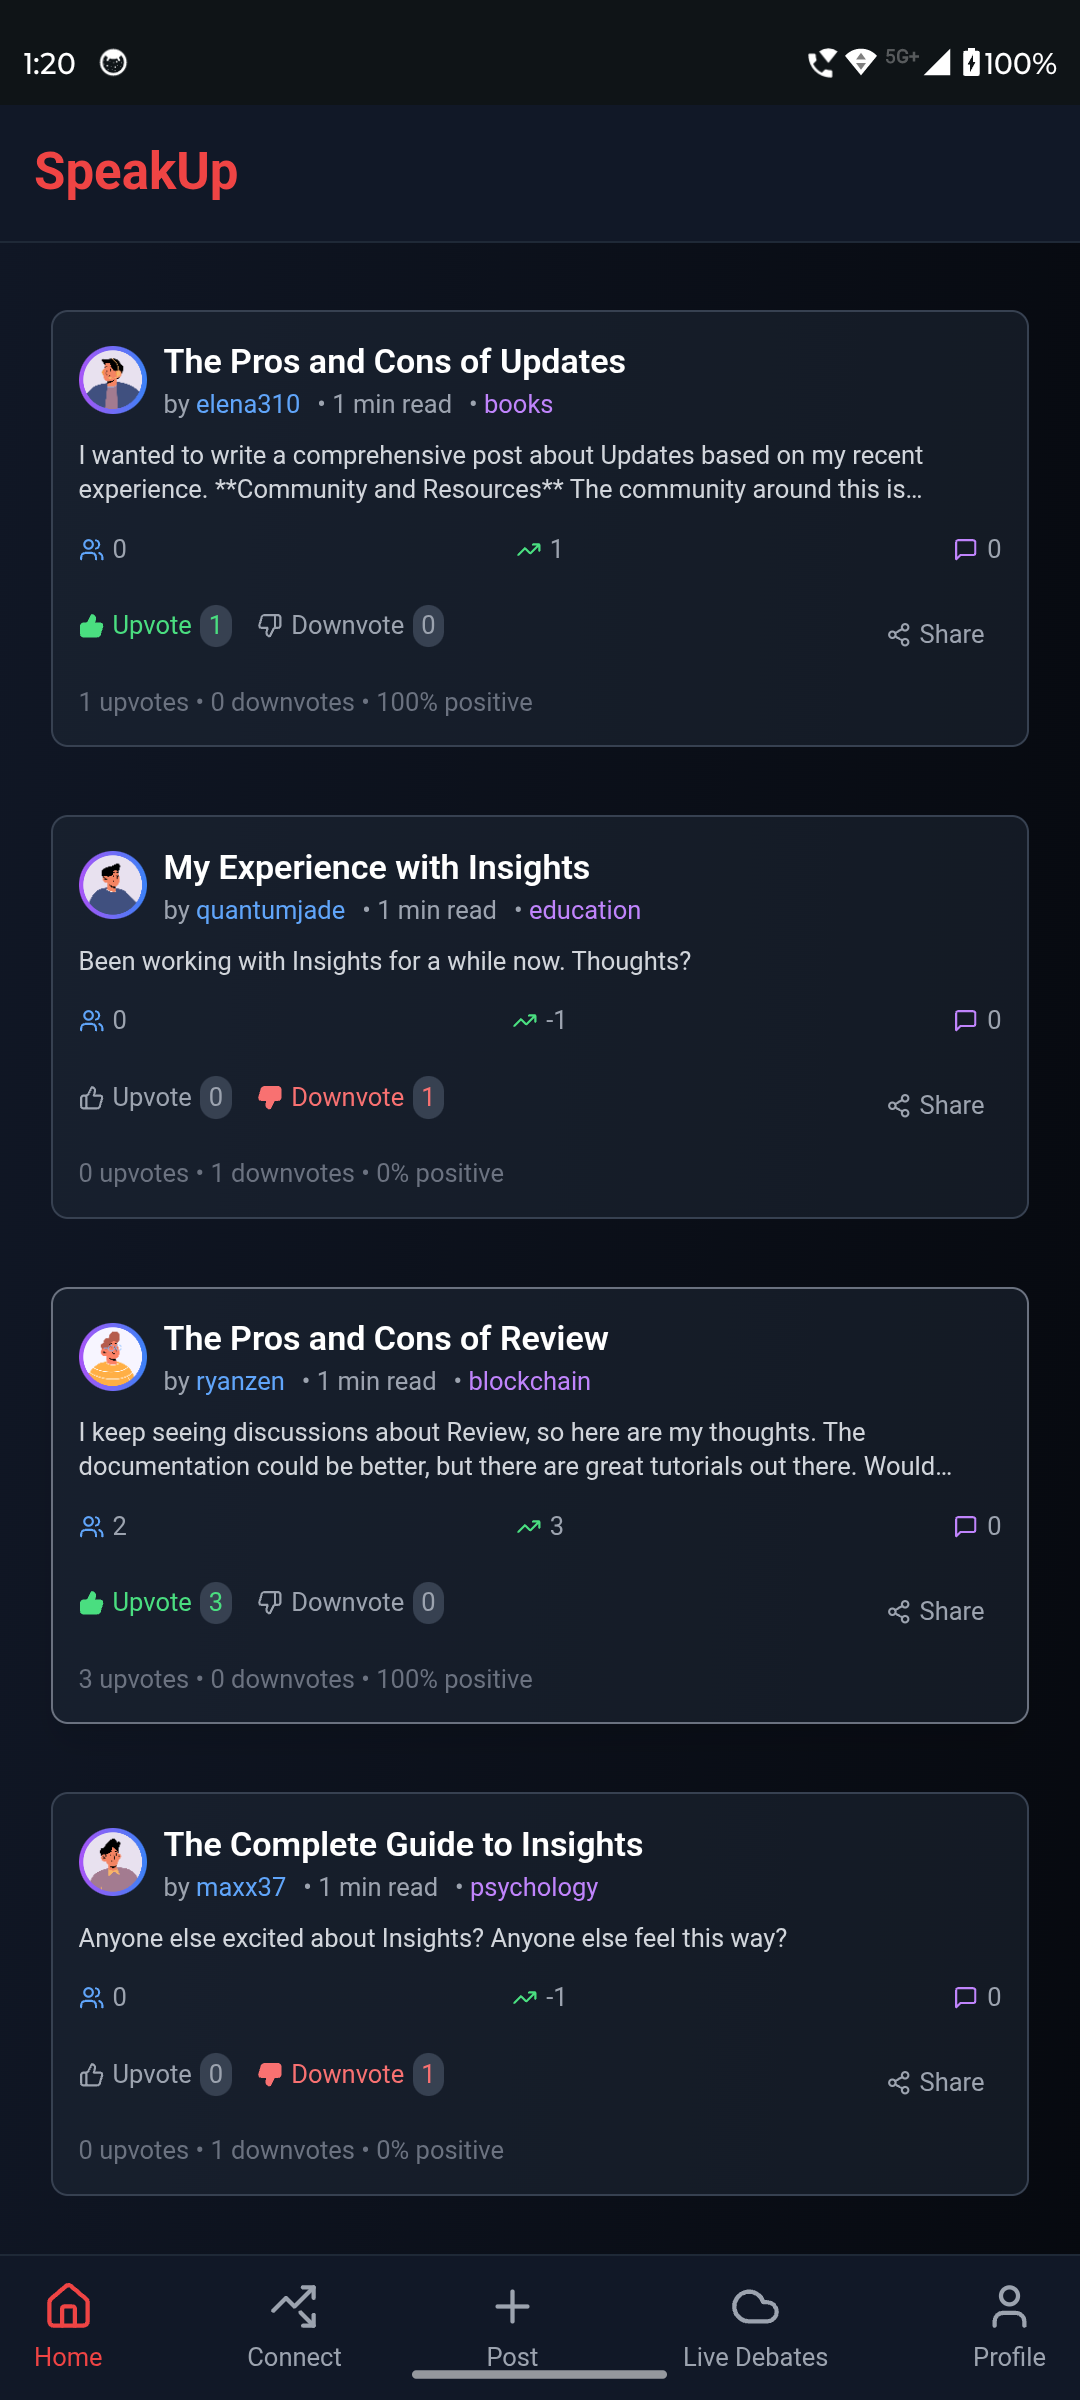 1:20 5G+ 100%
SpeakUp
The Pros and Cons of Updates
by elena310 • 1 min read • books
I wanted to write a comprehensive post about Updates based on my recent
experience. **Community and Resources** The community around this is...
0 1 0
Upvote 1 Downvote 0 Share
1 upvotes • 0 downvotes • 100% positive
My Experience with Insights
by quantumjade • 1 min read • education
Been working with Insights for a while now. Thoughts?
0 -1 0
Upvote 0 Downvote 1 Share
0 upvotes • 1 downvotes • 0% positive
The Pros and Cons of Review
by ryanzen • 1 min read • blockchain
I keep seeing discussions about Review, so here are my thoughts. The
documentation could be better, but there are great tutorials out there. Would...
2 3 0
Upvote 3 Downvote 0 Share
3 upvotes • 0 downvotes • 100% positive
The Complete Guide to Insights
by maxx37 • 1 min read • psychology
Anyone else excited about Insights? Anyone else feel this way?
0 -1 0
Upvote 0 Downvote 1 Share
0 upvotes • 1 downvotes • 0% positive
Home Connect Post Live Debates Profile